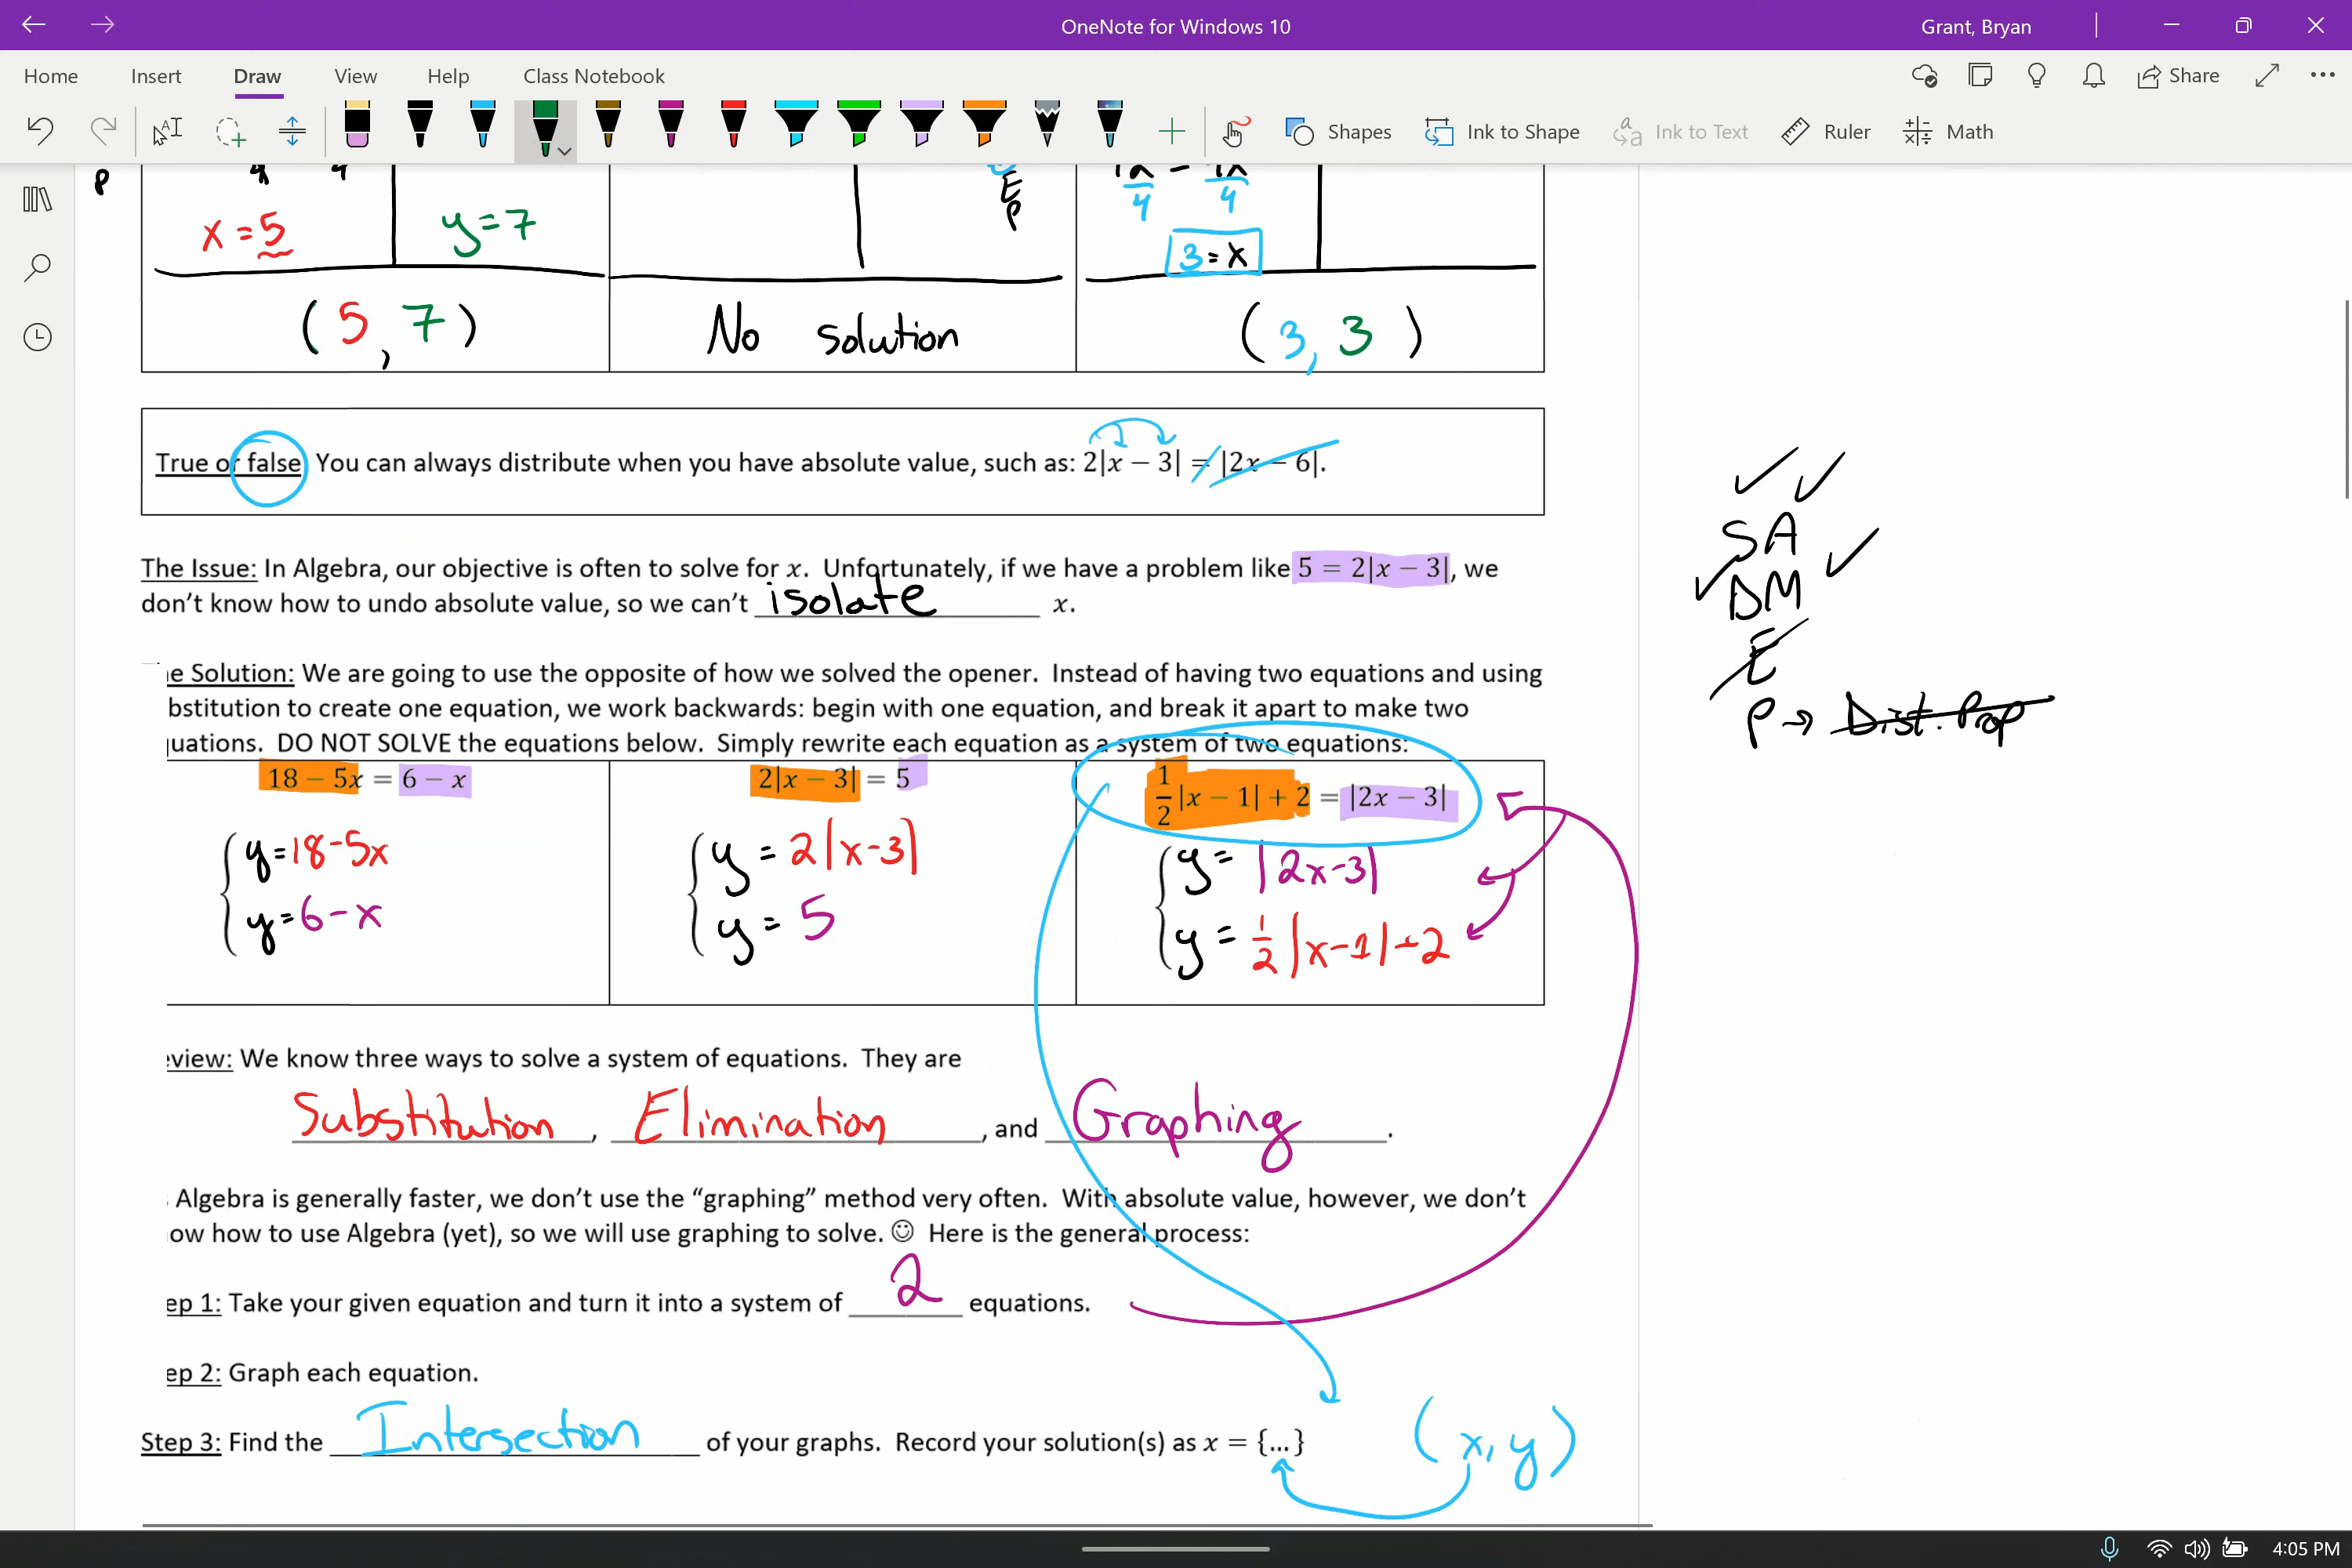 OneNote for Windows 10
Grant, Bryan
Home Insert Draw View Help Class Notebook
Share
Shapes Ink to Shape Ink to Text Ruler Math
P
4 4
E
P
4 4
x = 5 y = 7
3 = x
(5, 7) No solution (3, 3)
True or false: You can always distribute when you have absolute value, such as: 2|x − 3| = |2x − 6|.
SA
DM
E
P → Dist. Prop
The Issue: In Algebra, our objective is often to solve for x. Unfortunately, if we have a problem like 5 = 2|x − 3|, we
don't know how to undo absolute value, so we can't isolate x.
e Solution: We are going to use the opposite of how we solved the opener. Instead of having two equations and using
bstitution to create one equation, we work backwards: begin with one equation, and break it apart to make two
uations. DO NOT SOLVE the equations below. Simply rewrite each equation as a system of two equations:
18 − 5x = 6 − x 2|x − 3| = 5 1/2|x − 1| + 2 = |2x − 3|
y = 18-5x y = 2|x-3| y = |2x-3|
y = 6-x y = 5 y = 1/2|x-1|+2
view: We know three ways to solve a system of equations. They are
Substitution, Elimination, and Graphing.
Algebra is generally faster, we don't use the "graphing" method very often. With absolute value, however, we don't
ow how to use Algebra (yet), so we will use graphing to solve. ☺ Here is the general process:
ep 1: Take your given equation and turn it into a system of 2 equations.
ep 2: Graph each equation.
Step 3: Find the Intersection of your graphs. Record your solution(s) as x = {…} (x, y)
4:05 PM